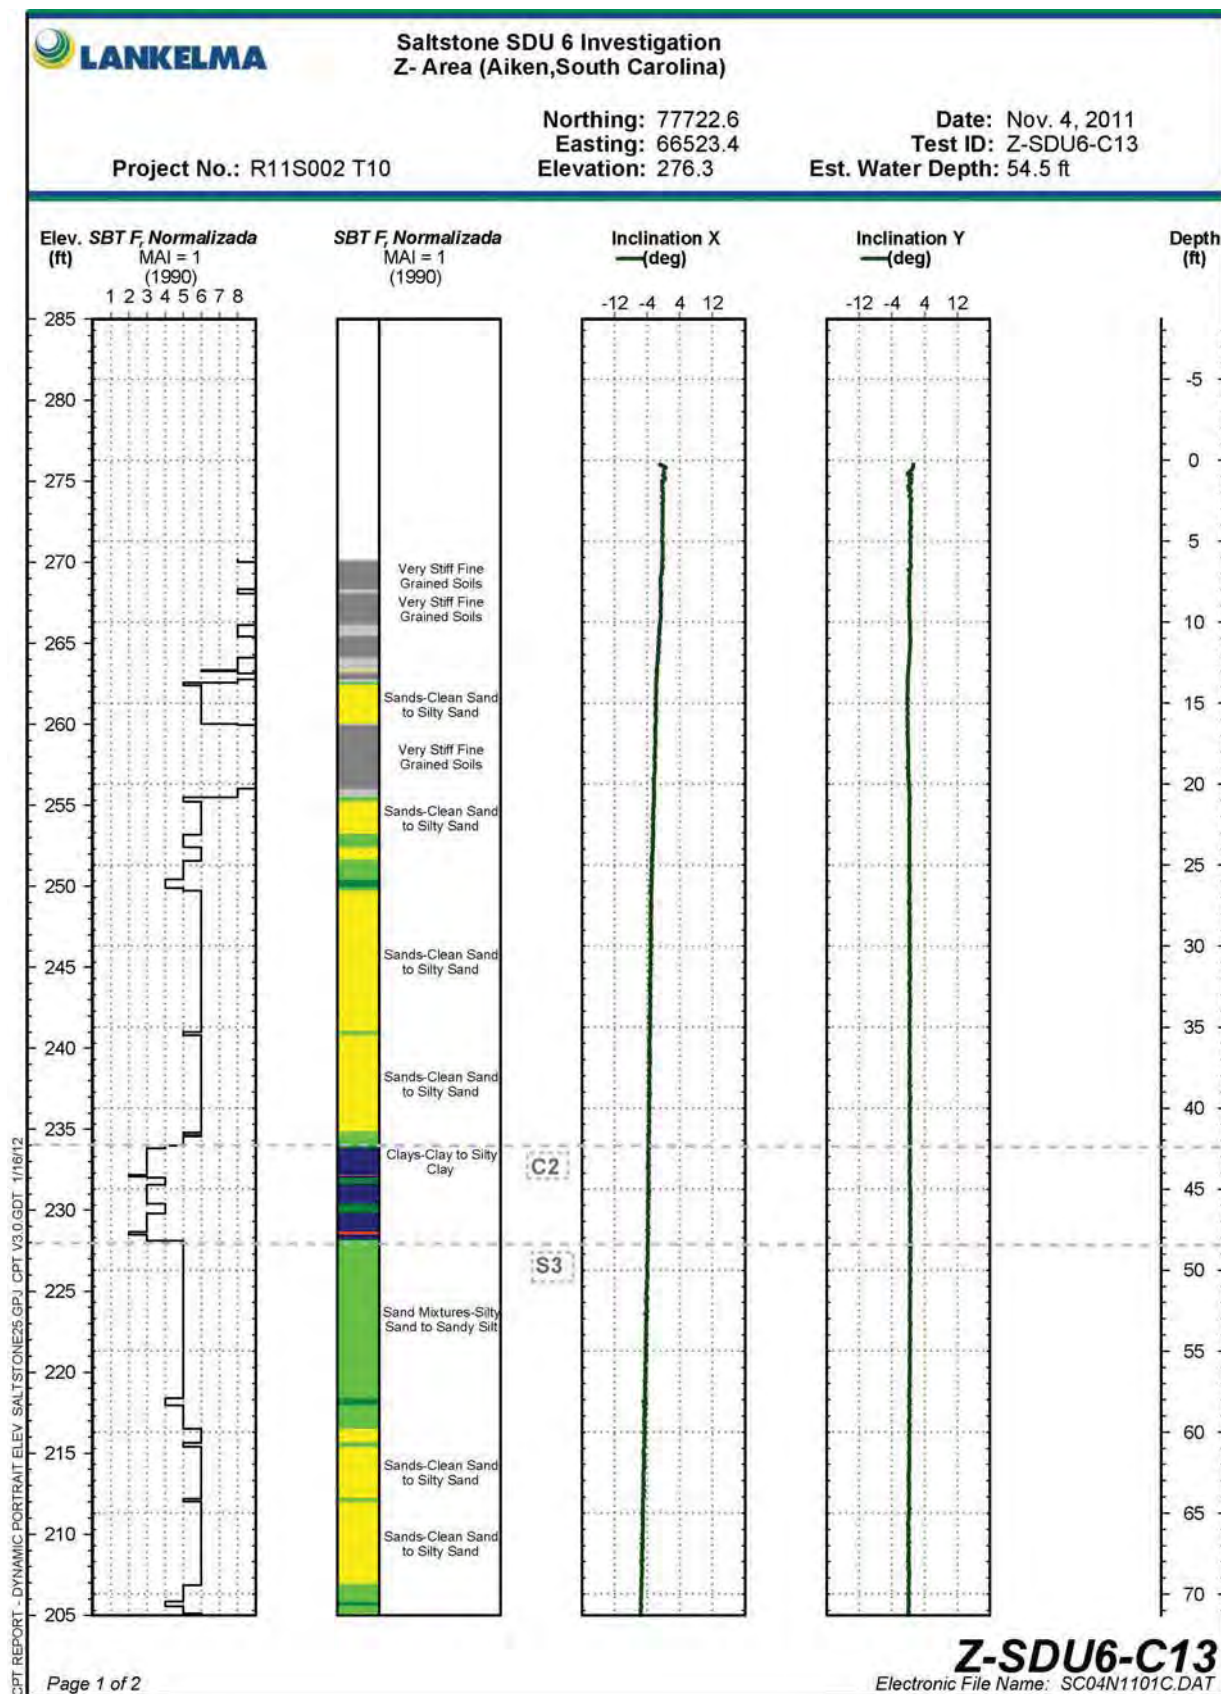 LANKELMA
Saltstone SDU 6 Investigation
Z- Area (Aiken,South Carolina)
Northing: 77722.6
Easting: 66523.4
Project No.: R11S002 T10
Elevation: 276.3
Date: Nov. 4, 2011
Test ID: Z-SDU6-C13
Est. Water Depth: 54.5 ft
Elev.
(ft)
SBT Fr Normalizada
MAI = 1
(1990)
1 2 3 4 5 6 7 8
SBT Fr Normalizada
MAI = 1
(1990)
Inclination X
(deg)
-12 -4 4 12
Inclination Y
(deg)
-12 -4 4 12
Depth
(ft)
285
280
275
270
265
260
255
250
245
240
235
230
225
220
215
210
205
Very Stiff Fine
Grained Soils
Very Stiff Fine
Grained Soils
Sands-Clean Sand
to Silty Sand
Very Stiff Fine
Grained Soils
Sands-Clean Sand
to Silty Sand
Sands-Clean Sand
to Silty Sand
Sands-Clean Sand
to Silty Sand
Clays-Clay to Silty
Clay
Sand Mixtures-Silty
Sand to Sandy Silt
Sands-Clean Sand
to Silty Sand
Sands-Clean Sand
to Silty Sand
C2
S3
-5
0
5
10
15
20
25
30
35
40
45
50
55
60
65
70
CPT REPORT - DYNAMIC PORTRAIT ELEV SALTSTONE25.GPJ CPT V3.0.GDT 1/16/12
Page 1 of 2
Z-SDU6-C13
Electronic File Name: SC04N1101C.DAT